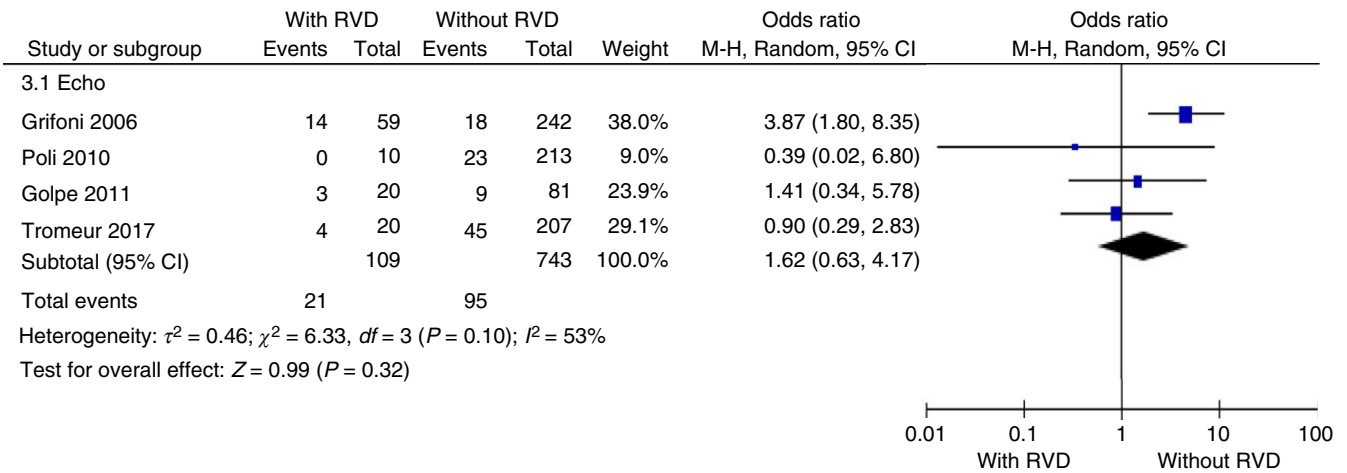 With RVD Without RVD Odds ratio Odds ratio
Study or subgroup Events Total Events Total Weight M-H, Random, 95% CI M-H, Random, 95% CI
3.1 Echo
Grifoni 2006 14 59 18 242 38.0% 3.87 (1.80, 8.35)
Poli 2010 0 10 23 213 9.0% 0.39 (0.02, 6.80)
Golpe 2011 3 20 9 81 23.9% 1.41 (0.34, 5.78)
Tromeur 2017 4 20 45 207 29.1% 0.90 (0.29, 2.83)
Subtotal (95% CI) 109 743 100.0% 1.62 (0.63, 4.17)
Total events 21 95
Heterogeneity: τ² = 0.46; χ² = 6.33, df = 3 (P = 0.10); I² = 53%
Test for overall effect: Z = 0.99 (P = 0.32)
0.01 0.1 1 10 100
With RVD Without RVD